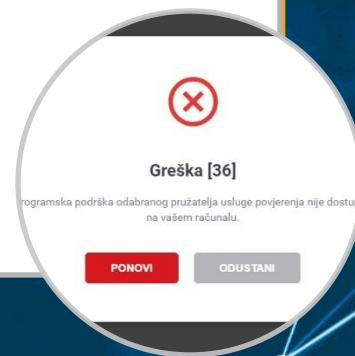 Greška [36]
rogramska podrška odabranog pružatelja usluge povjerenja nije dostu
na vašem računalu.
PONOVI ODUSTANI